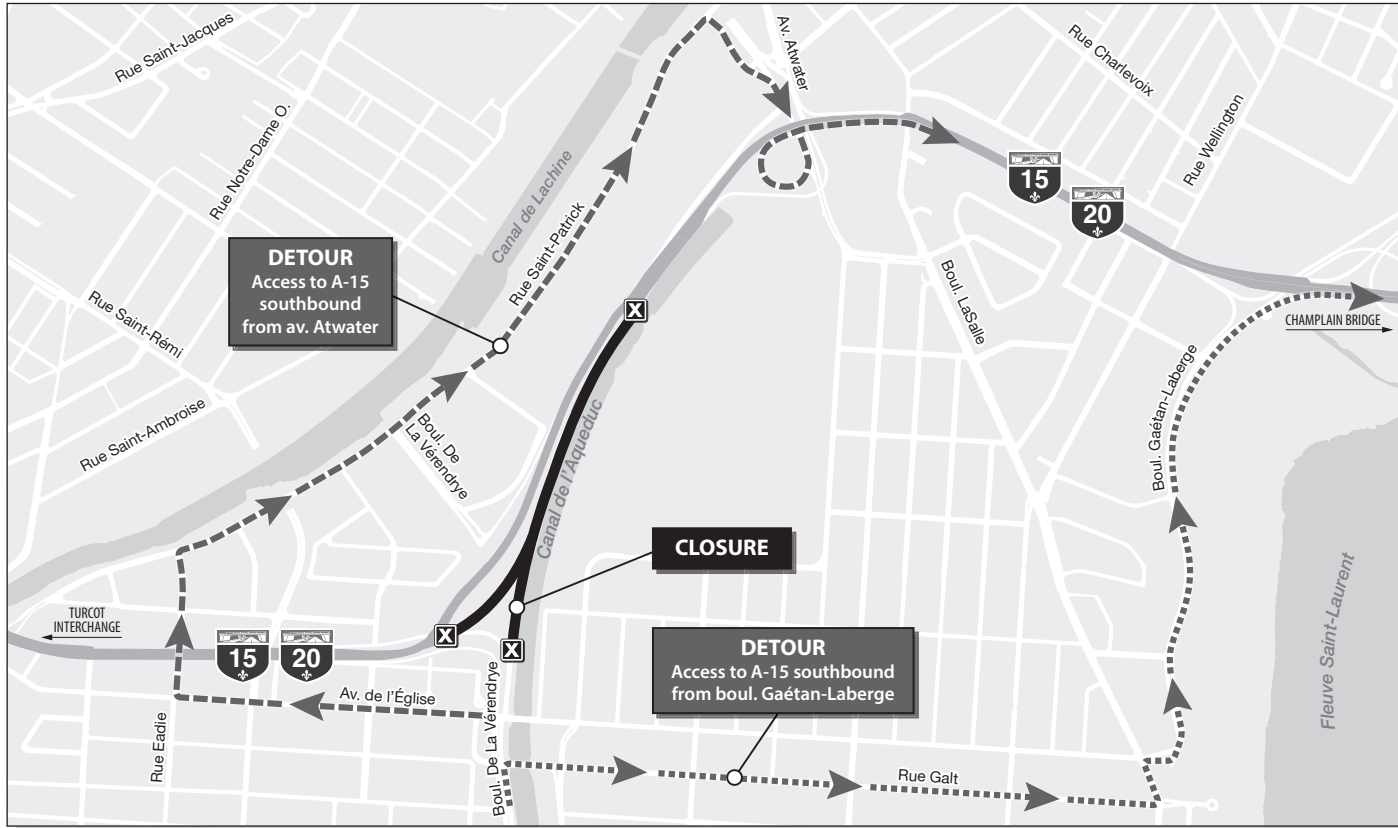 Rue Saint-Jacques
Av. Atwater
Rue Charlevoix
Rue Notre-Dame O.
Canal de Lachine
Rue Wellington
15
20
Rue Saint-Patrick
DETOUR
Access to A-15
southbound
from av. Atwater
Rue Saint-Rémi
Boul. LaSalle
CHAMPLAIN BRIDGE
X
Boul. Gaétan-Laberge
Rue Saint-Ambroise
Boul. De
La Vérendrye
Canal de l'Aqueduc
CLOSURE
Fleuve Saint-Laurent
TURCOT
INTERCHANGE
15
20
X
X
DETOUR
Access to A-15 southbound
from boul. Gaétan-Laberge
Av. de l'Église
Rue Eadie
Boul. De La Vérendrye
Rue Galt